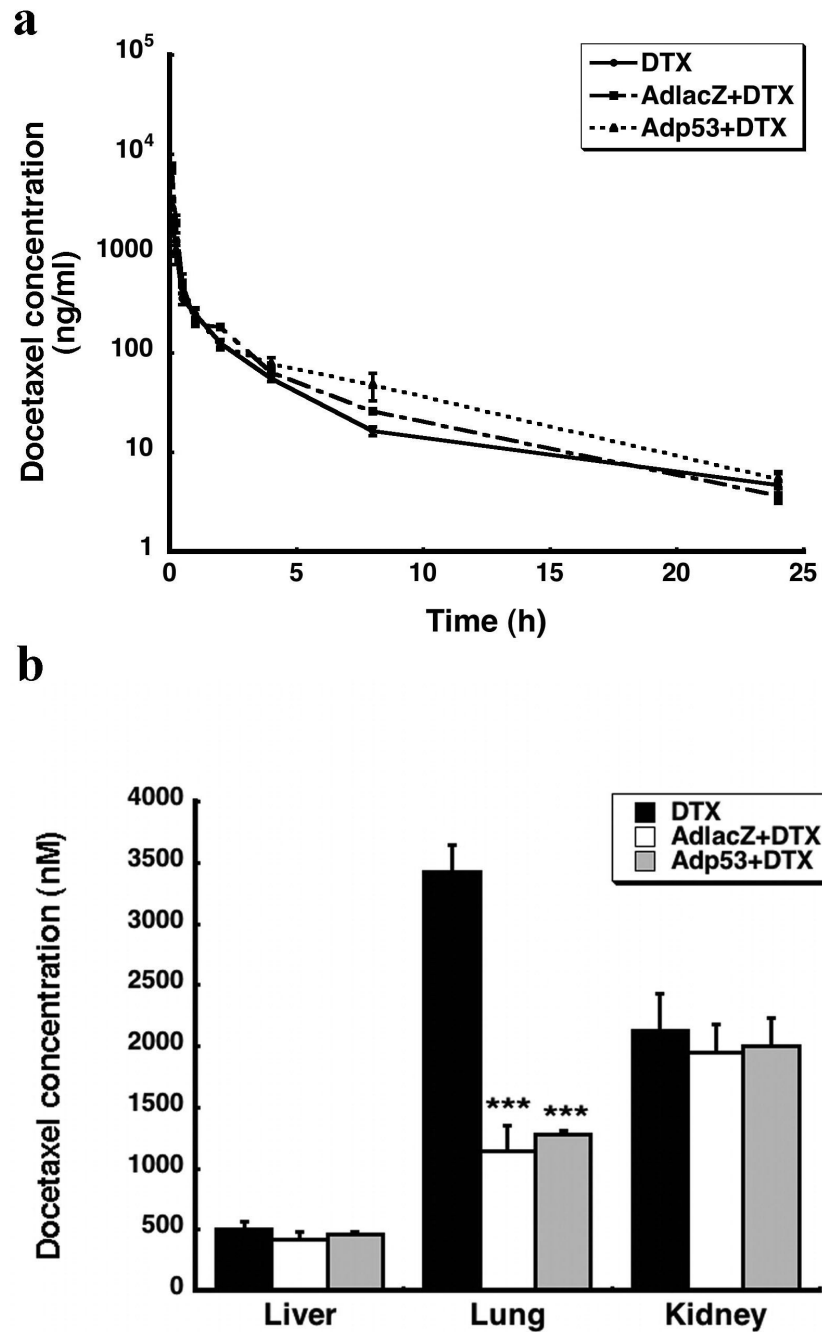 a
10^5
10^4
1000
100
10
1
Docetaxel concentration
(ng/ml)
DTX
AdlacZ+DTX
Adp53+DTX
0 5 10 15 20 25
Time (h)
b
4000
3500
3000
2500
2000
1500
1000
500
0
Docetaxel concentration (nM)
DTX
AdlacZ+DTX
Adp53+DTX
*** ***
Liver Lung Kidney